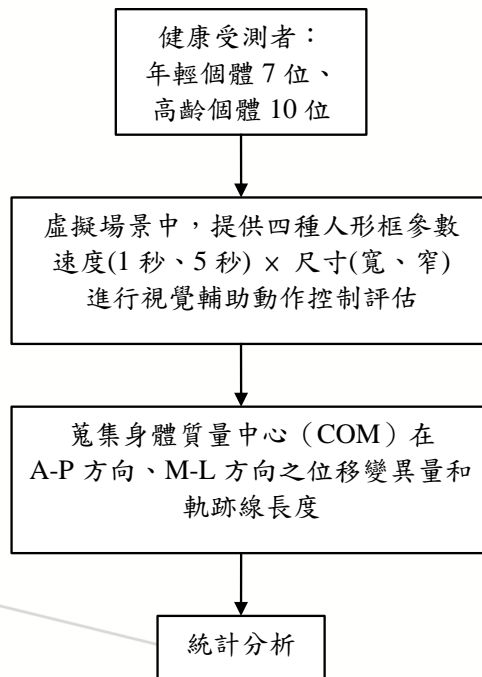 健康受測者：
年輕個體 7 位、
高齡個體 10 位
虛擬場景中，提供四種人形框參數
速度(1 秒、5 秒) × 尺寸(寬、窄)
進行視覺輔助動作控制評估
蒐集身體質量中心（COM）在
A-P 方向、M-L 方向之位移變異量和
軌跡線長度
統計分析